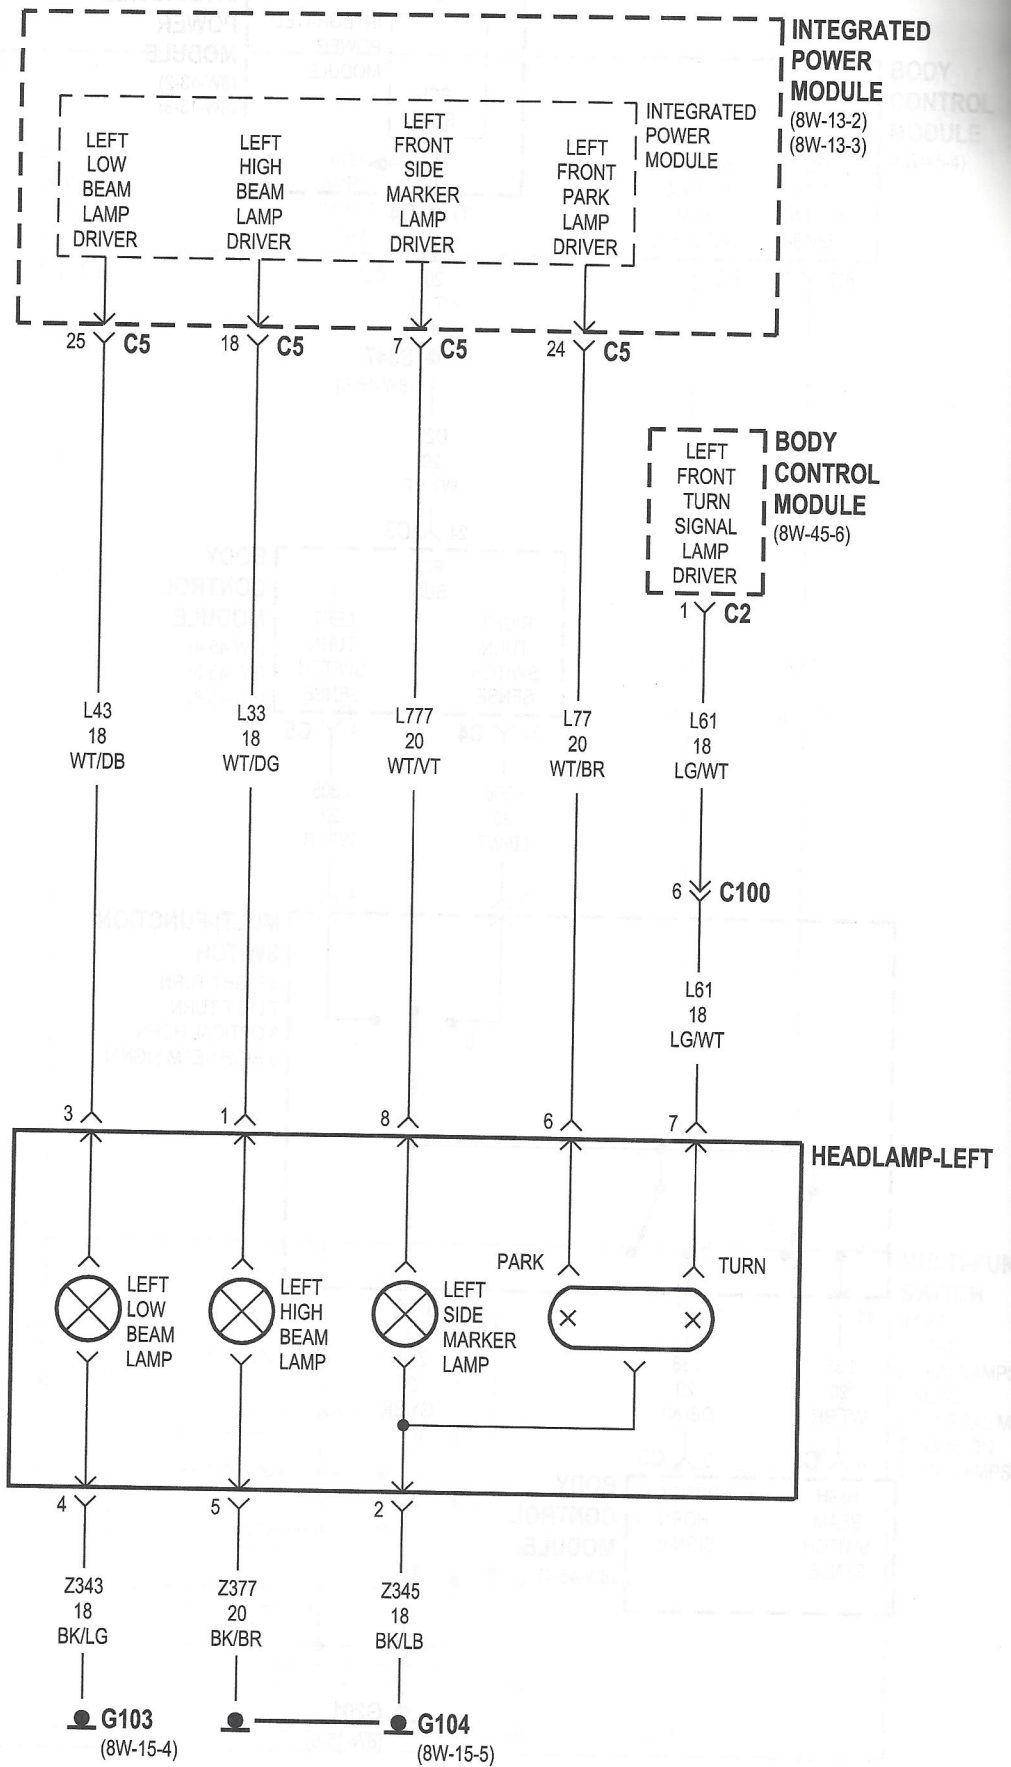 INTEGRATED
POWER
MODULE
(8W-13-2)
(8W-13-3)
INTEGRATED
POWER
MODULE
LEFT
LOW
BEAM
LAMP
DRIVER
LEFT
HIGH
BEAM
LAMP
DRIVER
LEFT
FRONT
SIDE
MARKER
LAMP
DRIVER
LEFT
FRONT
PARK
LAMP
DRIVER
25 C5
18 C5
7 C5
24 C5
LEFT
FRONT
TURN
SIGNAL
LAMP
DRIVER
BODY
CONTROL
MODULE
(8W-45-6)
1 C2
L43
18
WT/DB
L33
18
WT/DG
L777
20
WT/VT
L77
20
WT/BR
L61
18
LG/WT
6 C100
L61
18
LG/WT
3
1
8
6
7
HEADLAMP-LEFT
PARK
TURN
LEFT
LOW
BEAM
LAMP
LEFT
HIGH
BEAM
LAMP
LEFT
SIDE
MARKER
LAMP
4
5
2
Z343
18
BK/LG
Z377
20
BK/BR
Z345
18
BK/LB
G103
(8W-15-4)
G104
(8W-15-5)